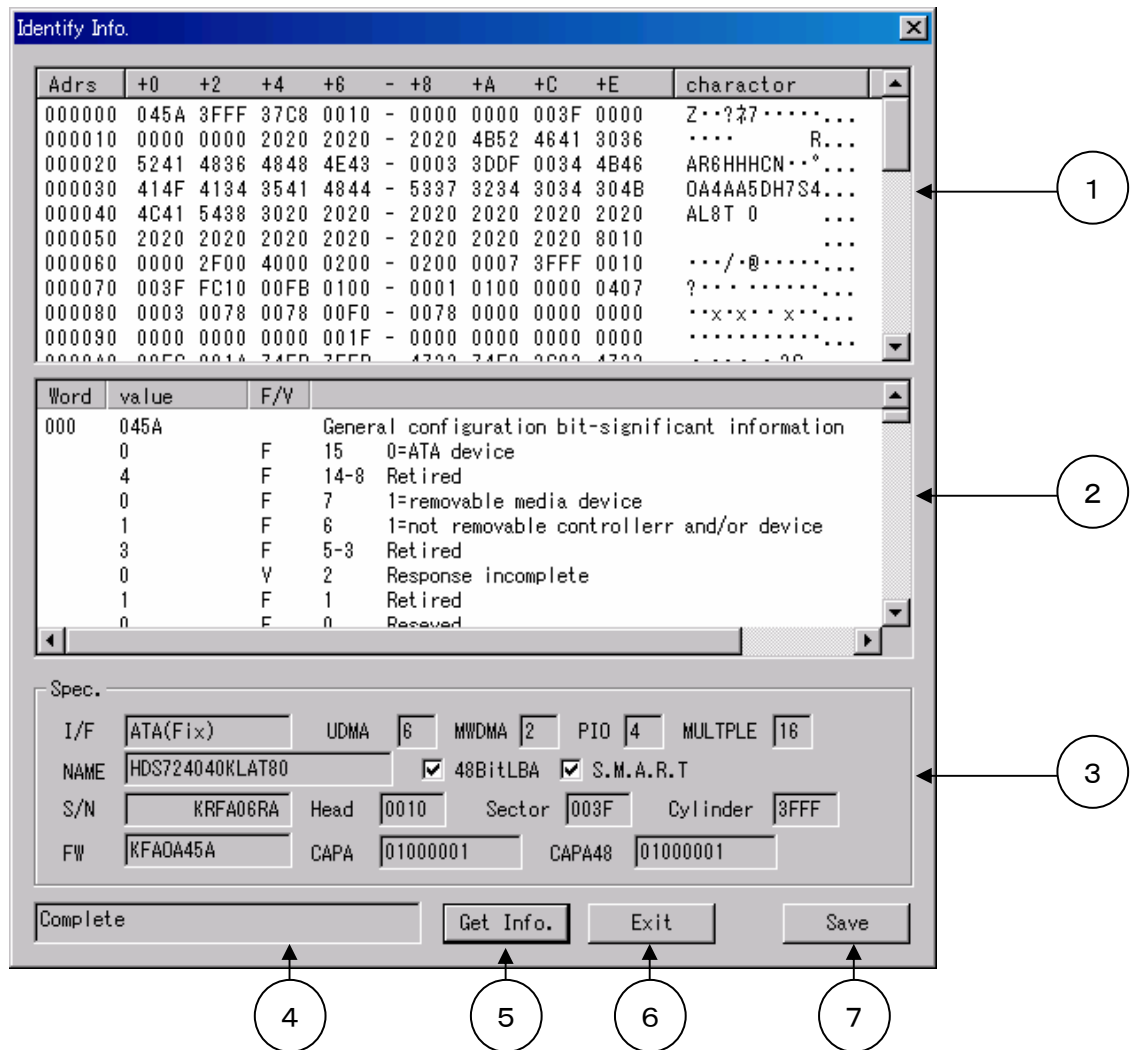 Identify Info.
Adrs +0 +2 +4 +6 - +8 +A +C +E charactor
000000 045A 3FFF 37C8 0010 - 0000 0000 003F 0000 Z··?ﾈ7·····...
000010 0000 0000 2020 2020 - 2020 4B52 4641 3036 ···· R...
000020 5241 4836 4848 4E43 - 0003 3DDF 0034 4B46 AR6HHHCN··ﾟ...
000030 414F 4134 3541 4844 - 5337 3234 3034 304B OA4AA5DH7S4...
000040 4C41 5438 3020 2020 - 2020 2020 2020 2020 AL8T 0 ...
000050 2020 2020 2020 2020 - 2020 2020 2020 8010 ...
000060 0000 2F00 4000 0200 - 0200 0007 3FFF 0010 ···/·@·····...
000070 003F FC10 00FB 0100 - 0001 0100 0000 0407 ?·· · ······...
000080 0003 0078 0078 00F0 - 0078 0000 0000 0000 ··x·x·· x··...
000090 0000 0000 0000 001F - 0000 0000 0000 0000 ···········...
Word value F/V
000 045A General configuration bit-significant information
0 F 15 0=ATA device
4 F 14-8 Retired
0 F 7 1=removable media device
1 F 6 1=not removable controllerr and/or device
3 F 5-3 Retired
0 V 2 Response incomplete
1 F 1 Retired
0 F 0 Reseved
Spec.
I/F ATA(Fix) UDMA 6 MWDMA 2 PIO 4 MULTPLE 16
NAME HDS724040KLAT80 48BitLBA S.M.A.R.T
S/N KRFA06RA Head 0010 Sector 003F Cylinder 3FFF
FW KFAOA45A CAPA 01000001 CAPA48 01000001
Complete Get Info. Exit Save
1
2
3
4 5 6 7